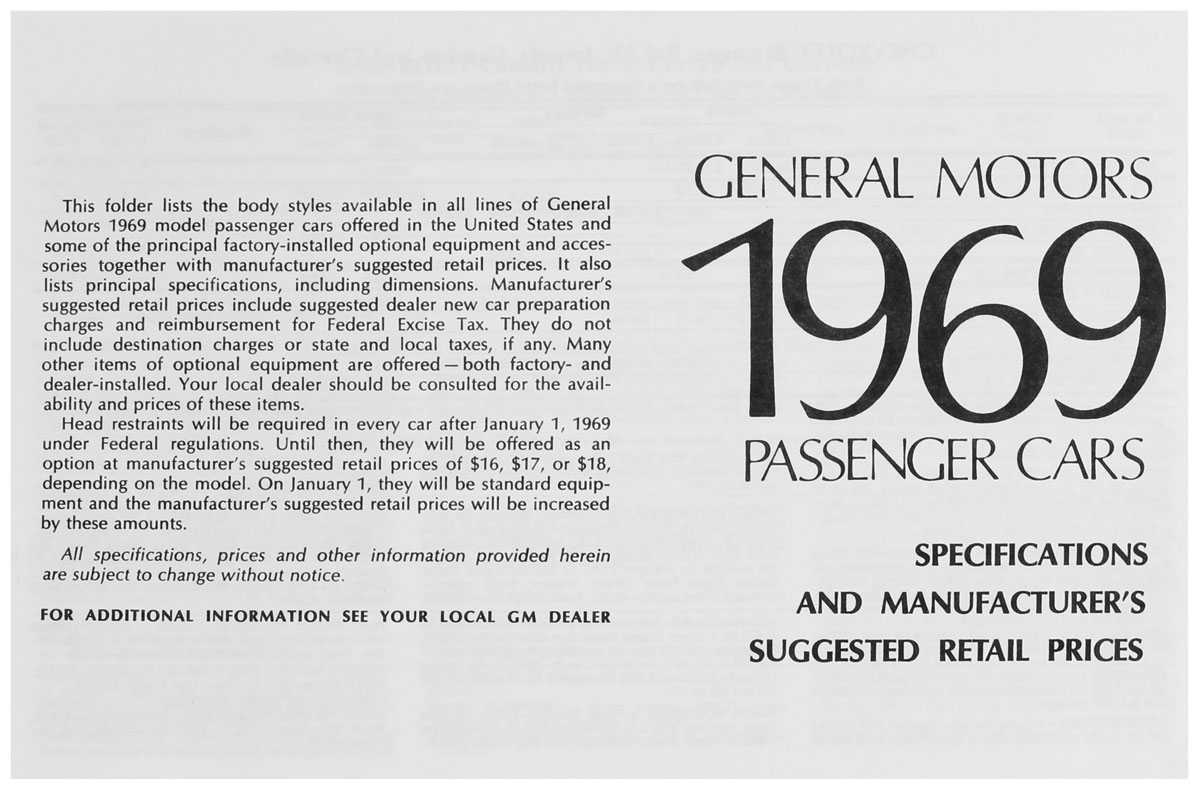 This folder lists the body styles available in all lines of General
Motors 1969 model passenger cars offered in the United States and
some of the principal factory-installed optional equipment and acces-
sories together with manufacturer's suggested retail prices. It also
lists principal specifications, including dimensions. Manufacturer's
suggested retail prices include suggested dealer new car preparation
charges and reimbursement for Federal Excise Tax. They do not
include destination charges or state and local taxes, if any. Many
other items of optional equipment are offered — both factory- and
dealer-installed. Your local dealer should be consulted for the avail-
ability and prices of these items.
Head restraints will be required in every car after January 1, 1969
under Federal regulations. Until then, they will be offered as an
option at manufacturer's suggested retail prices of $16, $17, or $18,
depending on the model. On January 1, they will be standard equip-
ment and the manufacturer's suggested retail prices will be increased
by these amounts.
All specifications, prices and other information provided herein
are subject to change without notice.
FOR ADDITIONAL INFORMATION SEE YOUR LOCAL GM DEALER
GENERAL MOTORS
1969
PASSENGER CARS
SPECIFICATIONS
AND MANUFACTURER'S
SUGGESTED RETAIL PRICES